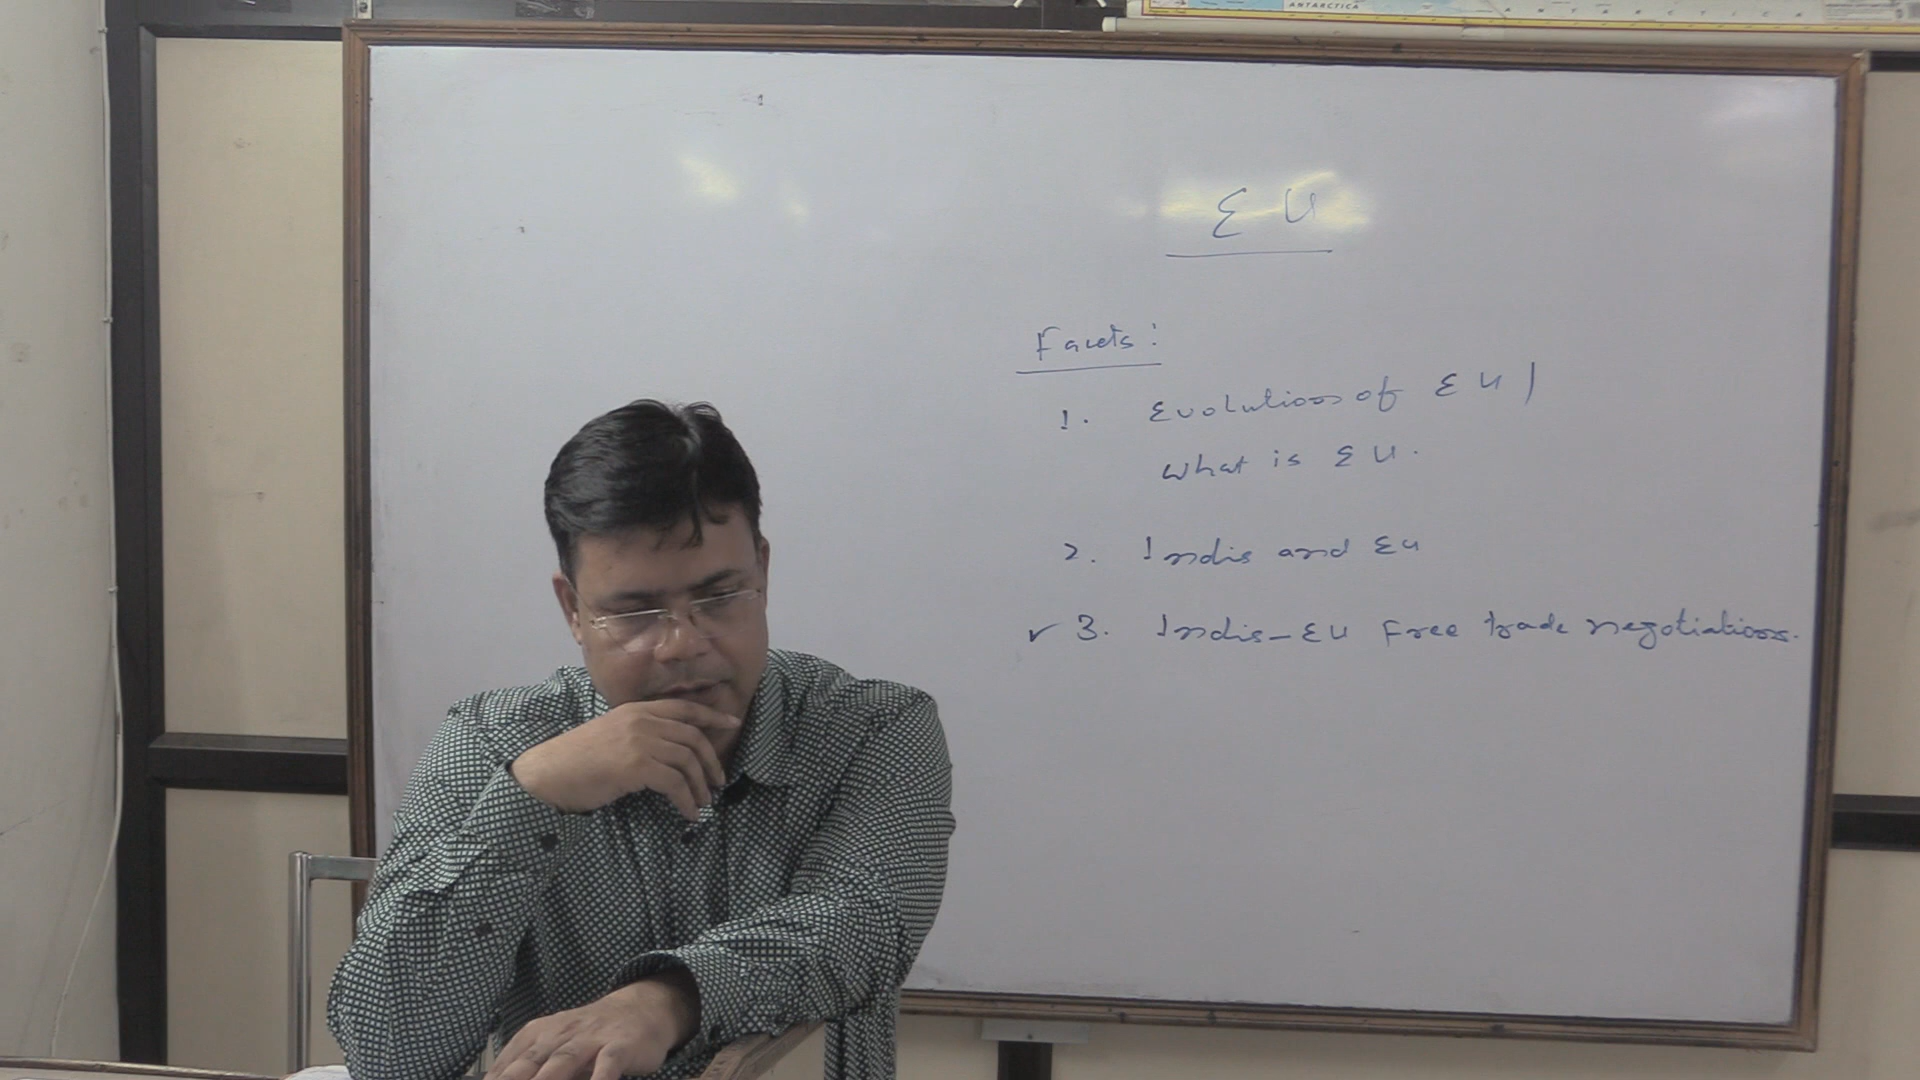 ANTARCTICA
A N T A R C T I C A
EU
Facets:
1. Evolution of EU /
what is EU.
2. India and EU
✓ 3. India-EU Free trade negotiations.